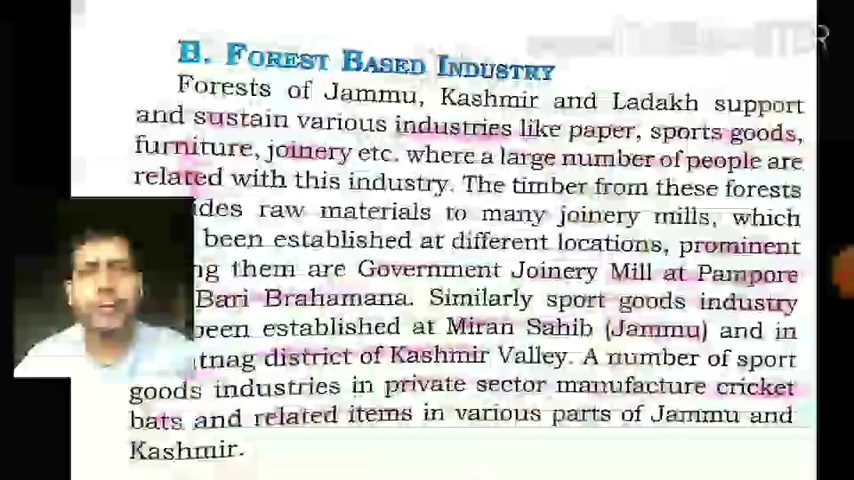 B. FOREST BASED INDUSTRY
Forests of Jammu, Kashmir and Ladakh support
and sustain various industries like paper, sports goods,
furniture, joinery etc. where a large number of people are
related with this industry. The timber from these forests
ides raw materials to many joinery mills, which
been established at different locations, prominent
ng them are Government Joinery Mill at Pampore
Bari Brahamana. Similarly sport goods industry
been established at Miran Sahib (Jammu) and in
tnag district of Kashmir Valley. A number of sport
goods industries in private sector manufacture cricket
bats and related items in various parts of Jammu and
Kashmir.